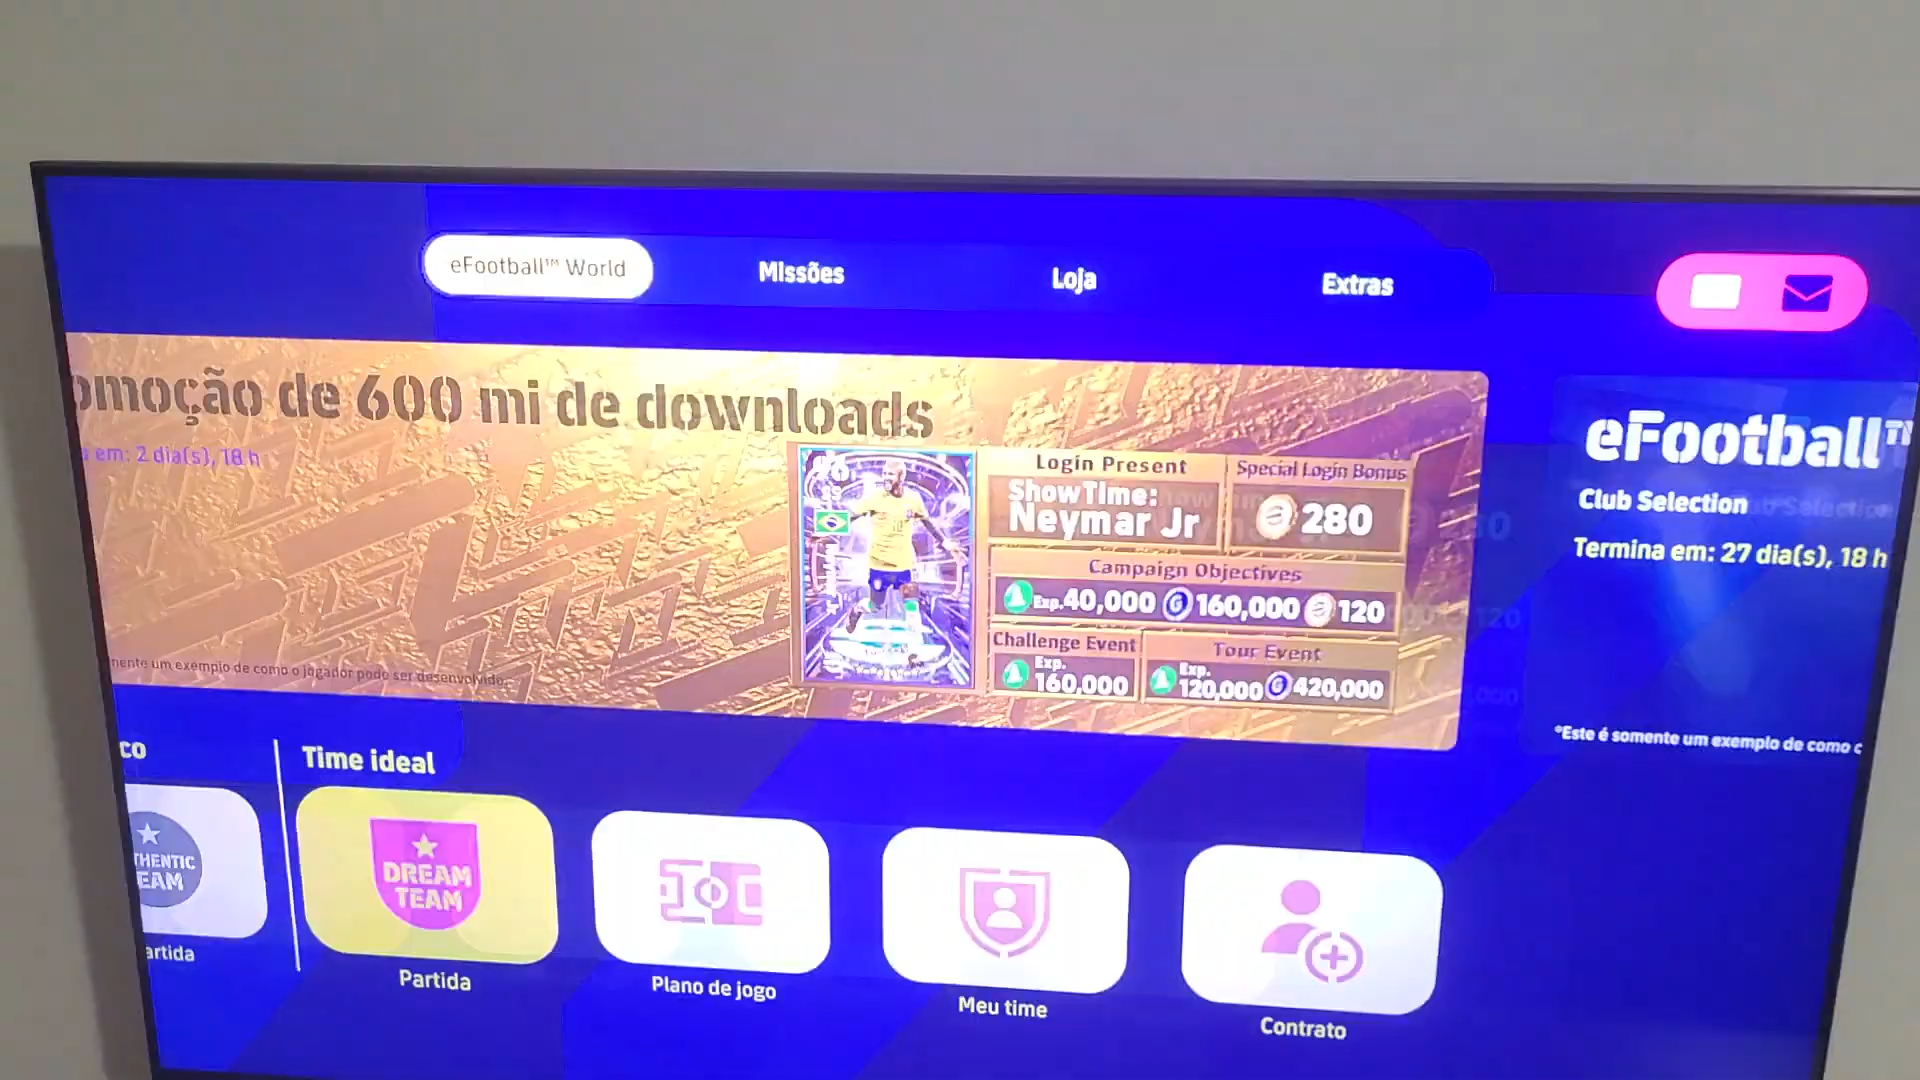 eFootball™ World
Missões
Loja
Extras
omoção de 600 mi de downloads
em: 2 dia(s), 18 h
Login Present
Special Login Bonus
ShowTime:
Neymar Jr
280
Campaign Objectives
Exp. 40,000 160,000 120
Challenge Event
Exp.
160,000
Tour Event
Exp.
120,000 420,000
mente um exemplo de como o jogador pode ser desenvolvido.
eFootball™
Club Selection
Termina em: 27 dia(s), 18 h
*Este é somente um exemplo de como o
co
THENTIC
EAM
artida
Time ideal
DREAM
TEAM
Partida
Plano de jogo
Meu time
Contrato